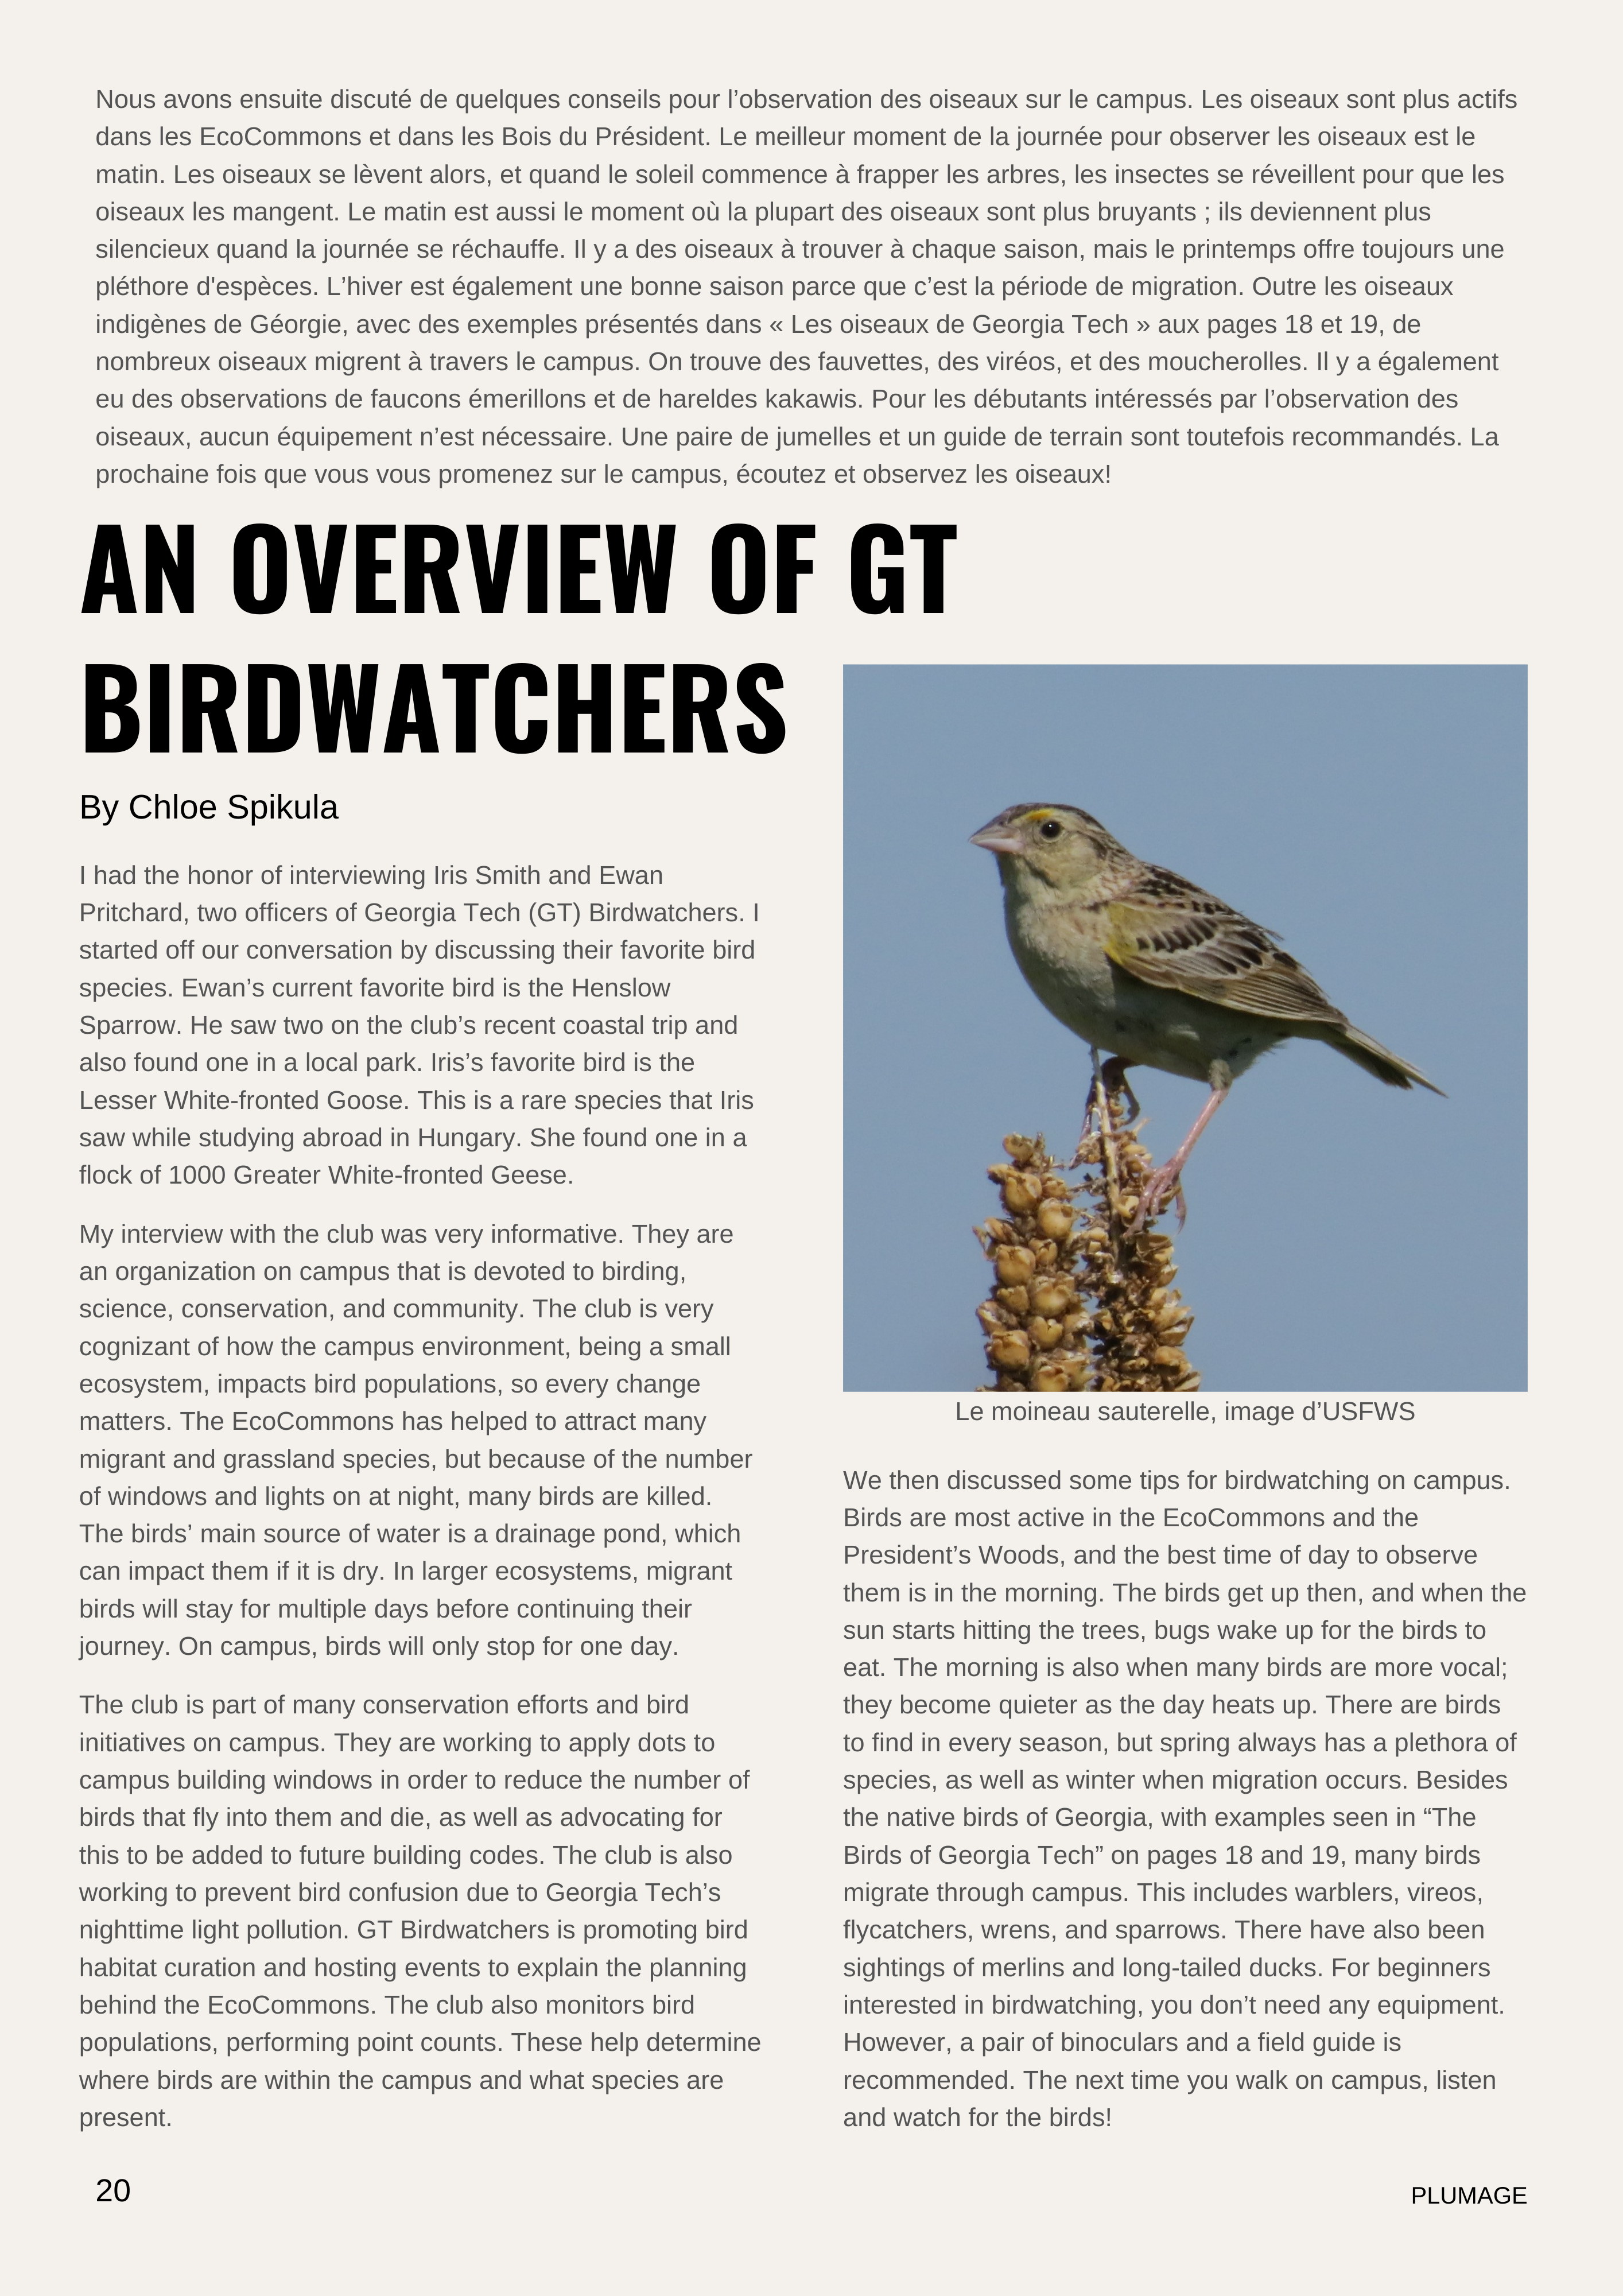 Nous avons ensuite discuté de quelques conseils pour l’observation des oiseaux sur le campus. Les oiseaux sont plus actifs
dans les EcoCommons et dans les Bois du Président. Le meilleur moment de la journée pour observer les oiseaux est le
matin. Les oiseaux se lèvent alors, et quand le soleil commence à frapper les arbres, les insectes se réveillent pour que les
oiseaux les mangent. Le matin est aussi le moment où la plupart des oiseaux sont plus bruyants ; ils deviennent plus
silencieux quand la journée se réchauffe. Il y a des oiseaux à trouver à chaque saison, mais le printemps offre toujours une
pléthore d'espèces. L’hiver est également une bonne saison parce que c’est la période de migration. Outre les oiseaux
indigènes de Géorgie, avec des exemples présentés dans « Les oiseaux de Georgia Tech » aux pages 18 et 19, de
nombreux oiseaux migrent à travers le campus. On trouve des fauvettes, des viréos, et des moucherolles. Il y a également
eu des observations de faucons émerillons et de hareldes kakawis. Pour les débutants intéressés par l’observation des
oiseaux, aucun équipement n’est nécessaire. Une paire de jumelles et un guide de terrain sont toutefois recommandés. La
prochaine fois que vous vous promenez sur le campus, écoutez et observez les oiseaux!
AN OVERVIEW OF GT
BIRDWATCHERS
By Chloe Spikula
I had the honor of interviewing Iris Smith and Ewan
Pritchard, two officers of Georgia Tech (GT) Birdwatchers. I
started off our conversation by discussing their favorite bird
species. Ewan’s current favorite bird is the Henslow
Sparrow. He saw two on the club’s recent coastal trip and
also found one in a local park. Iris’s favorite bird is the
Lesser White-fronted Goose. This is a rare species that Iris
saw while studying abroad in Hungary. She found one in a
flock of 1000 Greater White-fronted Geese.
My interview with the club was very informative. They are
an organization on campus that is devoted to birding,
science, conservation, and community. The club is very
cognizant of how the campus environment, being a small
ecosystem, impacts bird populations, so every change
matters. The EcoCommons has helped to attract many
migrant and grassland species, but because of the number
of windows and lights on at night, many birds are killed.
The birds’ main source of water is a drainage pond, which
can impact them if it is dry. In larger ecosystems, migrant
birds will stay for multiple days before continuing their
journey. On campus, birds will only stop for one day.
The club is part of many conservation efforts and bird
initiatives on campus. They are working to apply dots to
campus building windows in order to reduce the number of
birds that fly into them and die, as well as advocating for
this to be added to future building codes. The club is also
working to prevent bird confusion due to Georgia Tech’s
nighttime light pollution. GT Birdwatchers is promoting bird
habitat curation and hosting events to explain the planning
behind the EcoCommons. The club also monitors bird
populations, performing point counts. These help determine
where birds are within the campus and what species are
present.
Le moineau sauterelle, image d’USFWS
We then discussed some tips for birdwatching on campus.
Birds are most active in the EcoCommons and the
President’s Woods, and the best time of day to observe
them is in the morning. The birds get up then, and when the
sun starts hitting the trees, bugs wake up for the birds to
eat. The morning is also when many birds are more vocal;
they become quieter as the day heats up. There are birds
to find in every season, but spring always has a plethora of
species, as well as winter when migration occurs. Besides
the native birds of Georgia, with examples seen in “The
Birds of Georgia Tech” on pages 18 and 19, many birds
migrate through campus. This includes warblers, vireos,
flycatchers, wrens, and sparrows. There have also been
sightings of merlins and long-tailed ducks. For beginners
interested in birdwatching, you don’t need any equipment.
However, a pair of binoculars and a field guide is
recommended. The next time you walk on campus, listen
and watch for the birds!
20
PLUMAGE